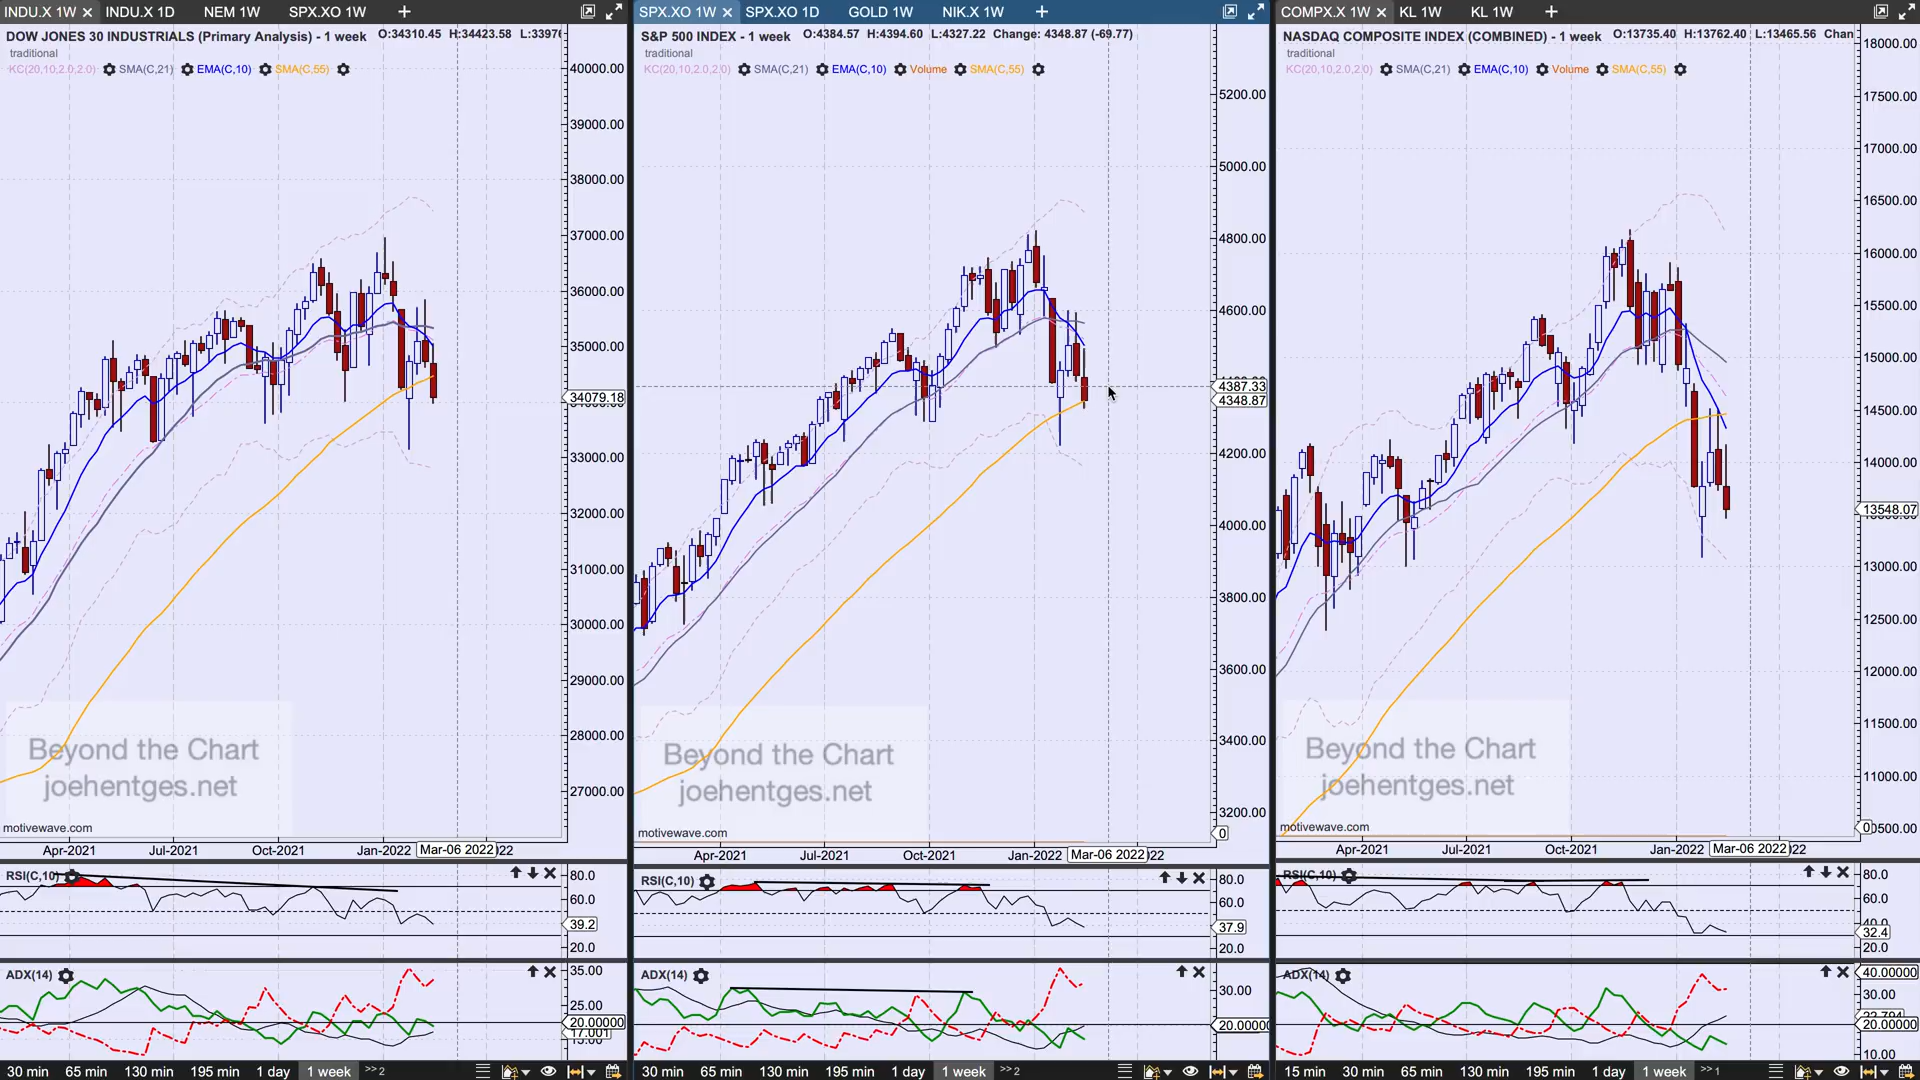 INDU.X 1W
INDU.X 1D
NEM 1W
SPX.XO 1W
DOW JONES 30 INDUSTRIALS (Primary Analysis) - 1 week O:34310.45 H:34423.58 L:3397
traditional
KC(20,10,2.0,2.0) SMA(C,21) EMA(C,10) SMA(C,55)
40000.00
39000.00
38000.00
37000.00
36000.00
35000.00
34079.18
33000.00
32000.00
31000.00
30000.00
29000.00
28000.00
27000.00
Beyond the Chart
joehentges.net
motivewave.com
Apr-2021 Jul-2021 Oct-2021 Jan-2022 Mar-06 2022
RSI(C,10)
80.0
60.0
39.2
20.0
ADX(14)
35.00
25.00
20.00000
15.00
30 min 65 min 130 min 195 min 1 day 1 week >>2
SPX.XO 1W
SPX.XO 1D
GOLD 1W
NIK.X 1W
S&P 500 INDEX - 1 week O:4384.57 H:4394.60 L:4327.22 Change: 4348.87 (-69.77)
traditional
KC(20,10,2.0,2.0) SMA(C,21) EMA(C,10) Volume SMA(C,55)
5200.00
5000.00
4800.00
4600.00
4387.33
4348.87
4200.00
4000.00
3800.00
3600.00
3400.00
3200.00
0
Beyond the Chart
joehentges.net
motivewave.com
Apr-2021 Jul-2021 Oct-2021 Jan-2022 Mar-06 2022
RSI(C,10)
80.0
60.0
37.9
20.0
ADX(14)
30.00
20.00000
30 min 65 min 130 min 195 min 1 day 1 week >>2
COMPX.X 1W
KL 1W
KL 1W
NASDAQ COMPOSITE INDEX (COMBINED) - 1 week O:13735.40 H:13762.40 L:13465.56 Chan
traditional
KC(20,10,2.0,2.0) SMA(C,21) EMA(C,10) Volume SMA(C,55)
18000.00
17500.00
17000.00
16500.00
16000.00
15500.00
15000.00
14500.00
14000.00
13548.07
13000.00
12500.00
12000.00
11500.00
11000.00
0
Beyond the Chart
joehentges.net
motivewave.com
Apr-2021 Jul-2021 Oct-2021 Jan-2022 Mar-06 2022
RSI(C,10)
80.0
60.0
40.0
32.4
20.0
ADX(14)
40.00000
30.00
20.00000
10.00
15 min 30 min 65 min 130 min 195 min 1 day 1 week >>1